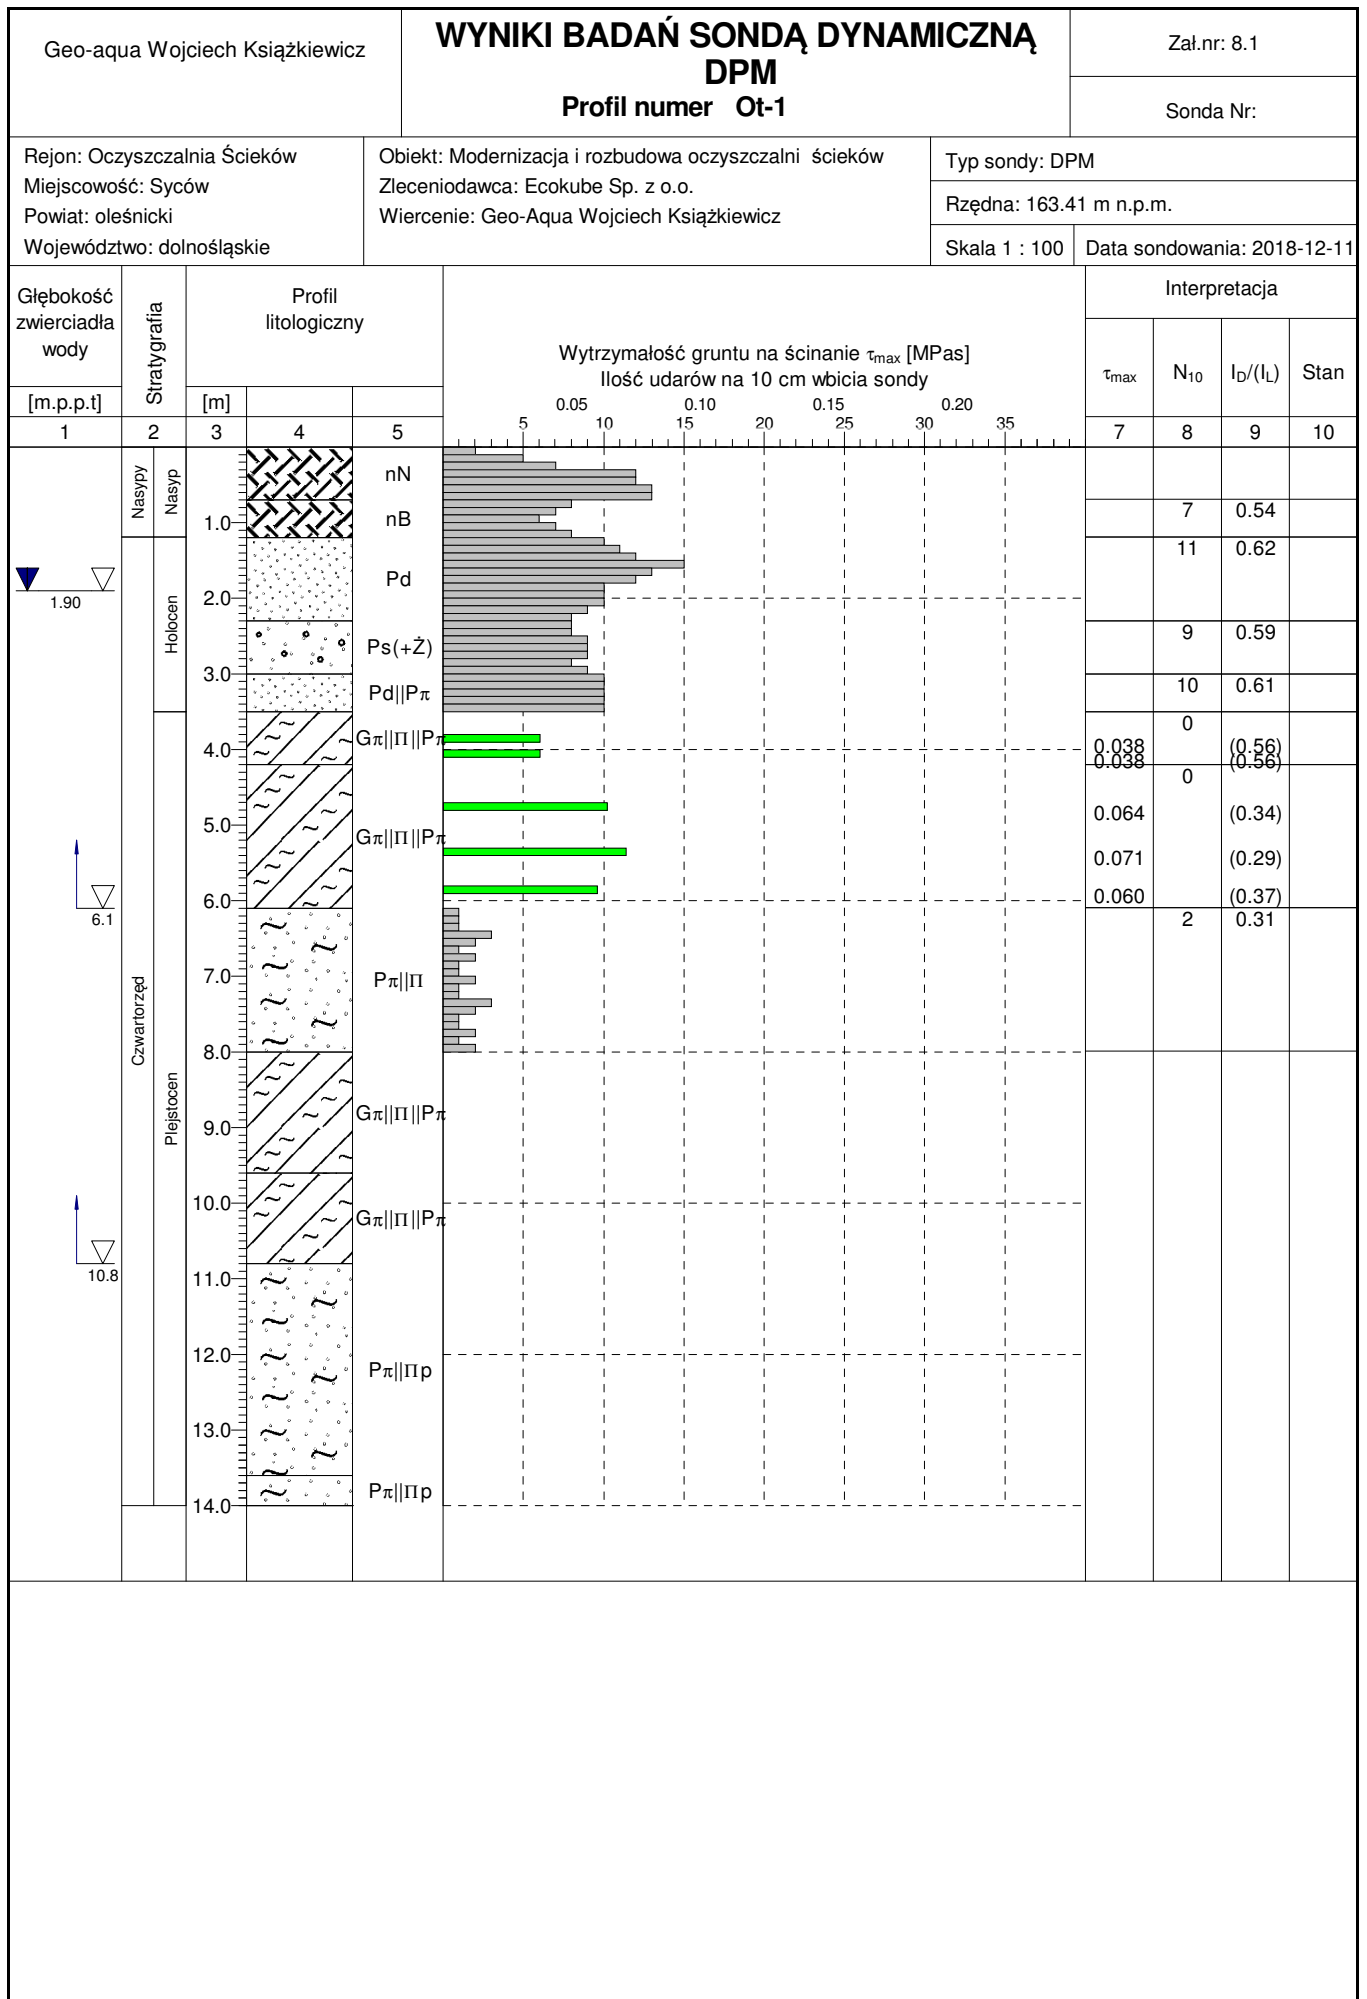 Geo-aqua Wojciech Książkiewicz
WYNIKI BADAŃ SONDĄ DYNAMICZNĄ
DPM
Profil numer Ot-1
Zał.nr: 8.1
Sonda Nr:
Rejon: Oczyszczalnia Ścieków
Miejscowość: Syców
Powiat: oleśnicki
Województwo: dolnośląskie
Obiekt: Modernizacja i rozbudowa oczyszczalni ścieków
Zleceniodawca: Ecokube Sp. z o.o.
Wiercenie: Geo-Aqua Wojciech Książkiewicz
Typ sondy: DPM
Rzędna: 163.41 m n.p.m.
Skala 1 : 100
Data sondowania: 2018-12-11
Głębokość
zwierciadła
wody
[m.p.p.t]
Stratygrafia
Profil
litologiczny
[m]
Wytrzymałość gruntu na ścinanie τmax [MPas]
Ilość udarów na 10 cm wbicia sondy
0.05 0.10 0.15 0.20
5 10 15 20 25 30 35
Interpretacja
τmax N10 ID/(IL) Stan
1 2 3 4 5 7 8 9 10
Nasypy
Nasyp
Czwartorzęd
Holocen
Plejstocen
1.90
6.1
10.8
1.0
2.0
3.0
4.0
5.0
6.0
7.0
8.0
9.0
10.0
11.0
12.0
13.0
14.0
nN
nB
Pd
Ps(+Ż)
Pd||Pπ
Gπ||Π||Pπ
Gπ||Π||Pπ
Pπ||Π
Gπ||Π||Pπ
Gπ||Π||Pπ
Pπ||Πp
Pπ||Πp
7 0.54
11 0.62
9 0.59
10 0.61
0
0.038 (0.56)
0.038 (0.56)
0
0.064 (0.34)
0.071 (0.29)
0.060 (0.37)
2 0.31